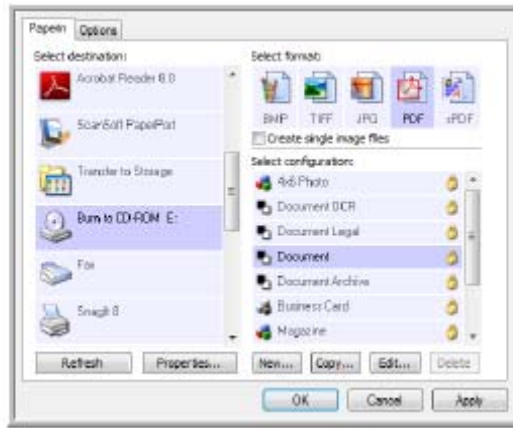 Paperin Options
Select destination:
Acrobat Reader 8.0
ScanSoft PaperPort
Transfer to Storage
Burn to CD-ROM E:
Fax
SnagIt 8
Refresh Properties...
Select format:
BMP TIFF JPG PDF sPDF
Create single image files
Select configuration:
4x6 Photo
Document OCR
Document Legal
Document
Document Archive
Business Card
Magazine
New... Copy... Edit... Delete
OK Cancel Apply